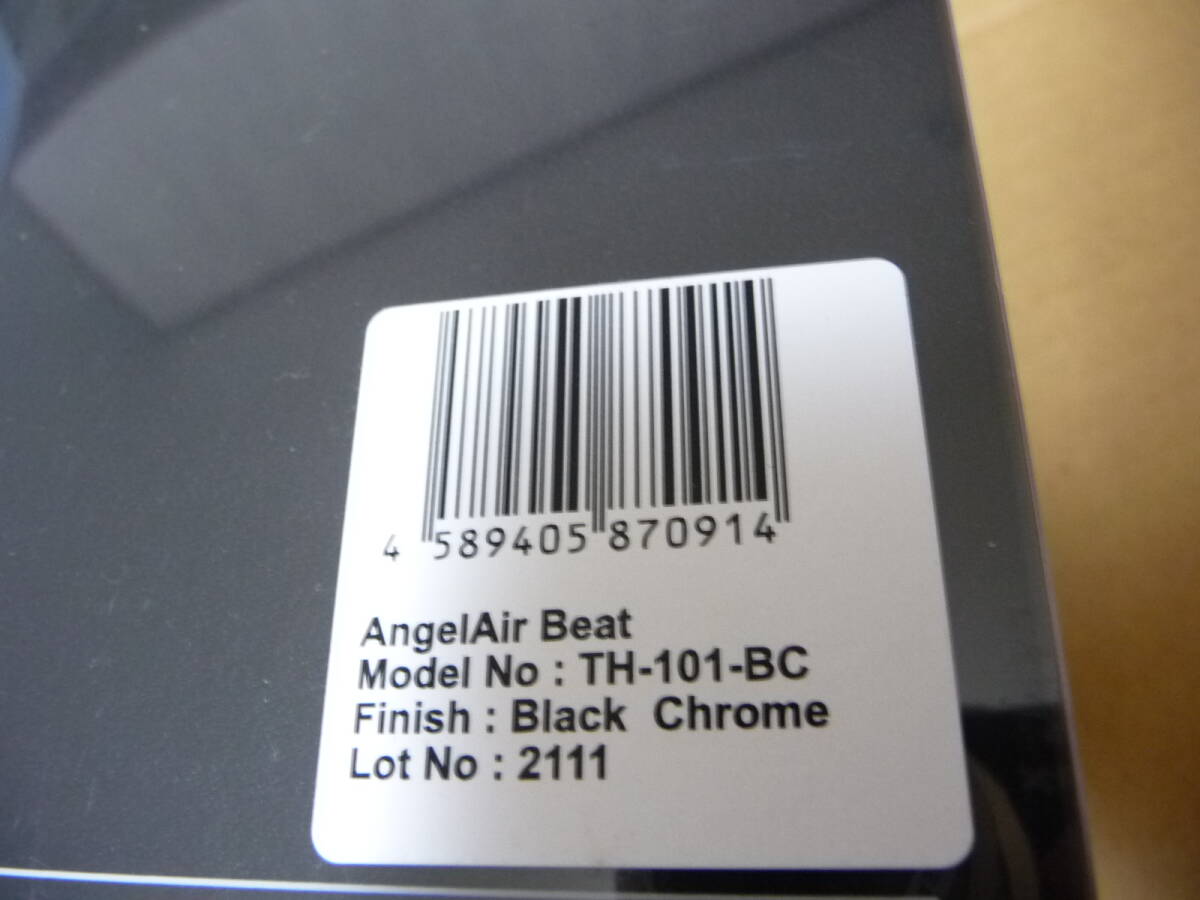 4 589405 870914
AngelAir Beat
Model No : TH-101-BC
Finish : Black Chrome
Lot No : 2111